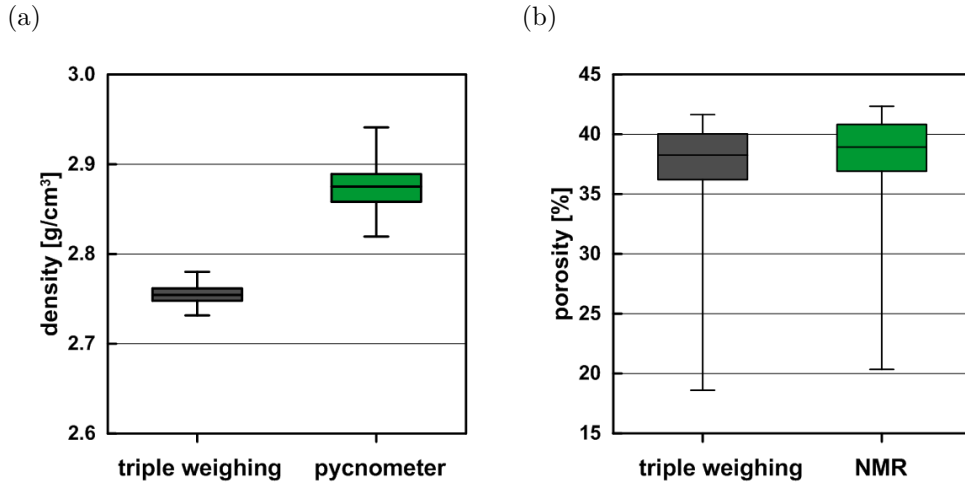 (a)
3.0
2.9
2.8
2.7
2.6
density [g/cm³]
triple weighing pycnometer
(b)
45
40
35
30
25
20
15
porosity [%]
triple weighing NMR